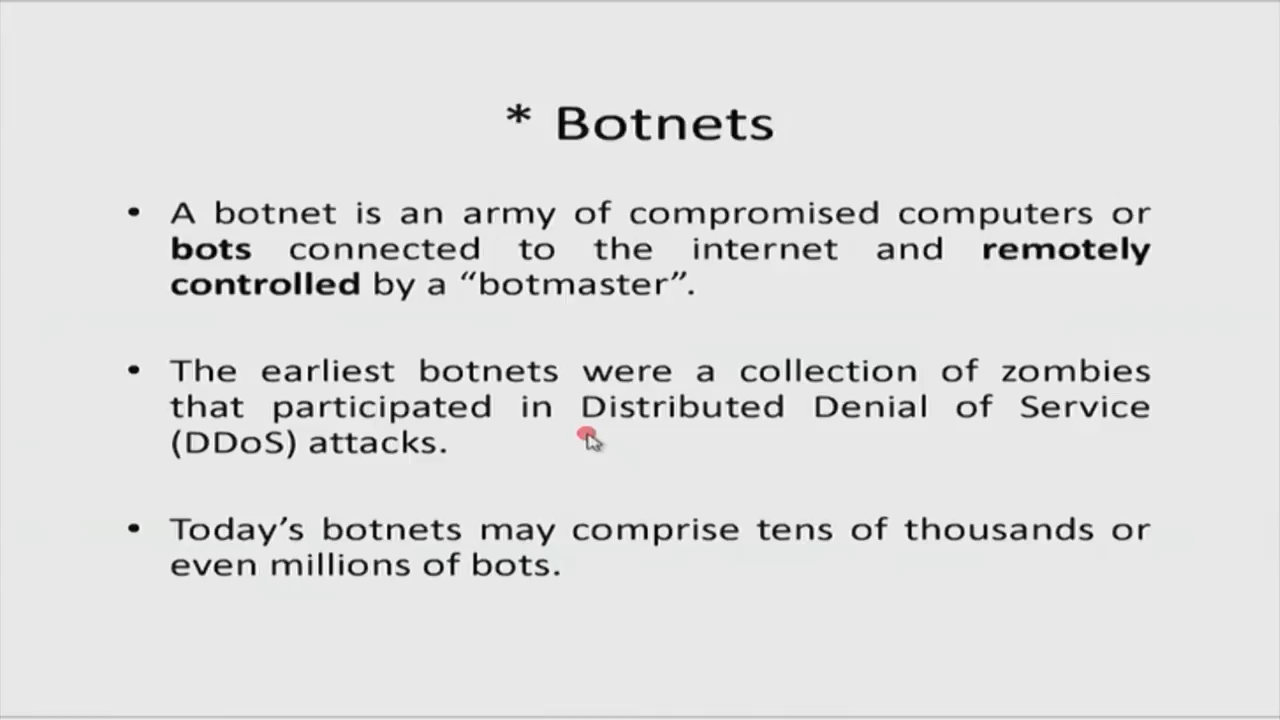 * Botnets
• A botnet is an army of compromised computers or
bots connected to the internet and remotely
controlled by a “botmaster”.
• The earliest botnets were a collection of zombies
that participated in Distributed Denial of Service
(DDoS) attacks.
• Today’s botnets may comprise tens of thousands or
even millions of bots.